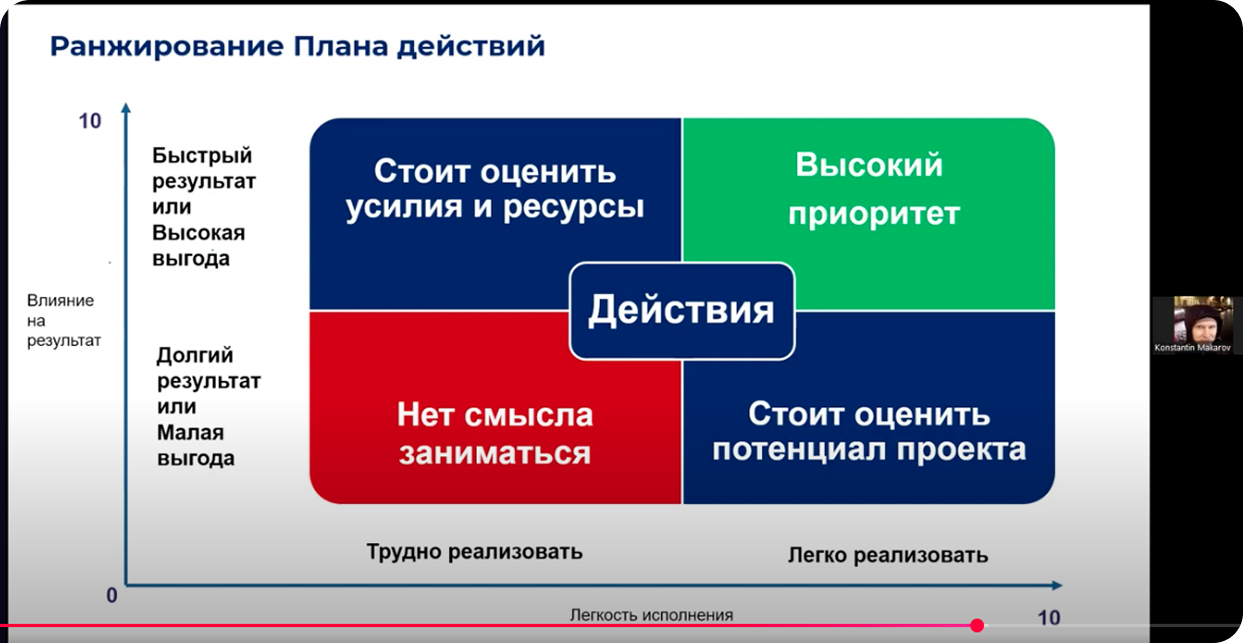 Ранжирование Плана действий
10
Быстрый
результат
или
Высокая
выгода
Стоит оценить
усилия и ресурсы
Высокий
приоритет
Действия
Влияние
на
результат
Долгий
результат
или
Малая
выгода
Нет смысла
заниматься
Стоит оценить
потенциал проекта
Трудно реализовать
Легко реализовать
0
Легкость исполнения
10
Konstantin Makarov